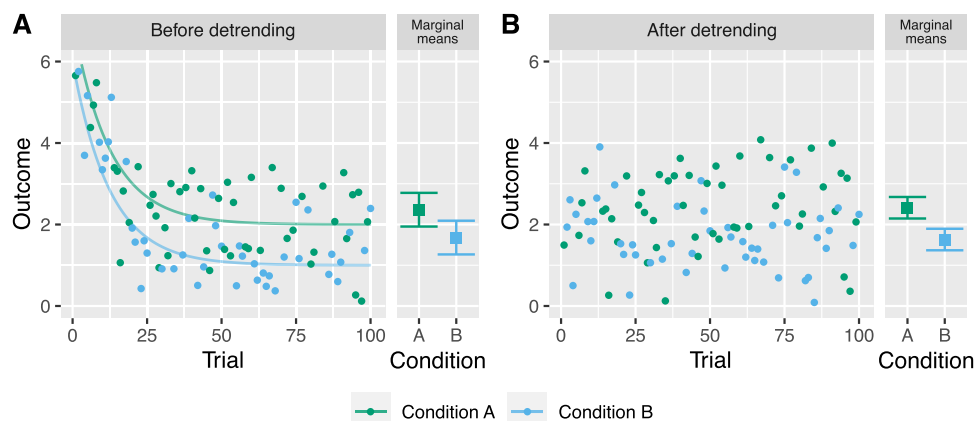 A
Before detrending
Marginal
means
6
4
2
0
Outcome
0
25
50
75
100
A
B
Trial
Condition
B
After detrending
Marginal
means
6
4
2
0
Outcome
0
25
50
75
100
A
B
Trial
Condition
Condition A
Condition B